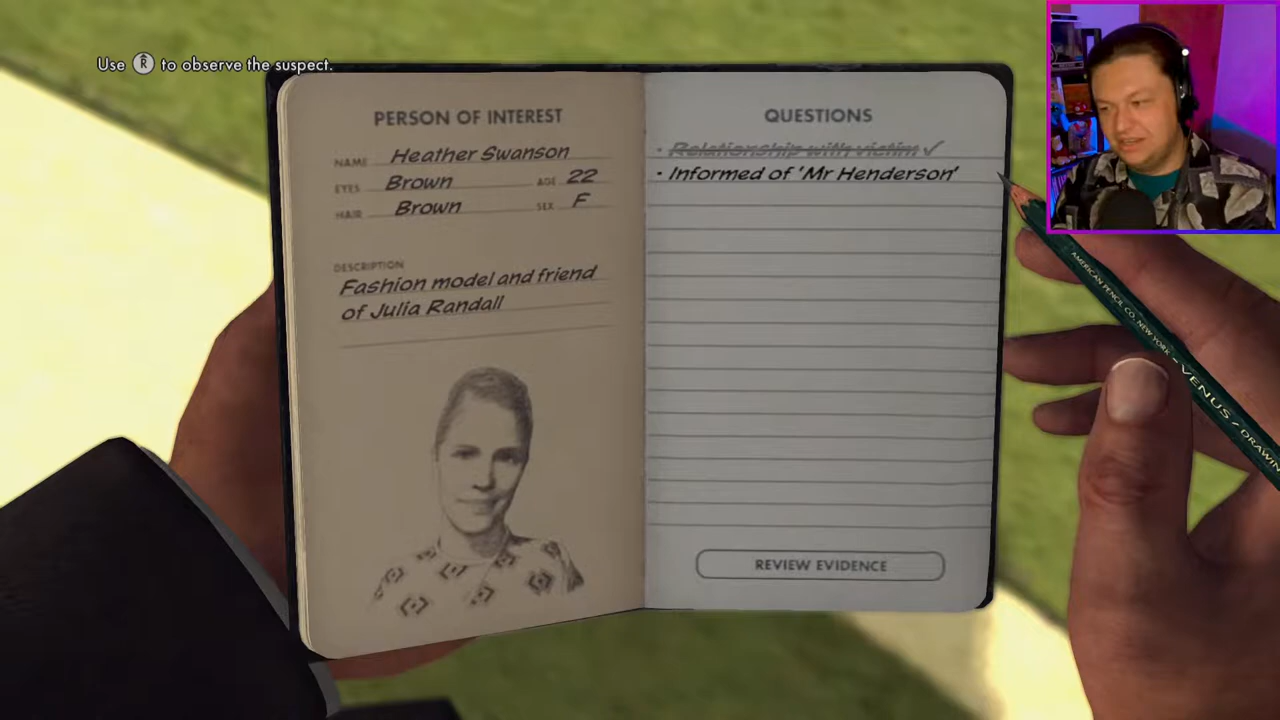 Use R to observe the suspect.
PERSON OF INTEREST
NAME Heather Swanson
EYES Brown AGE 22
HAIR Brown SEX F
DESCRIPTION
Fashion model and friend
of Julia Randall
QUESTIONS
· Relationship with victim ✓
· Informed of 'Mr Henderson'
REVIEW EVIDENCE
AMERICAN PENCIL CO. NEW YORK - VENUS / DRAWIN